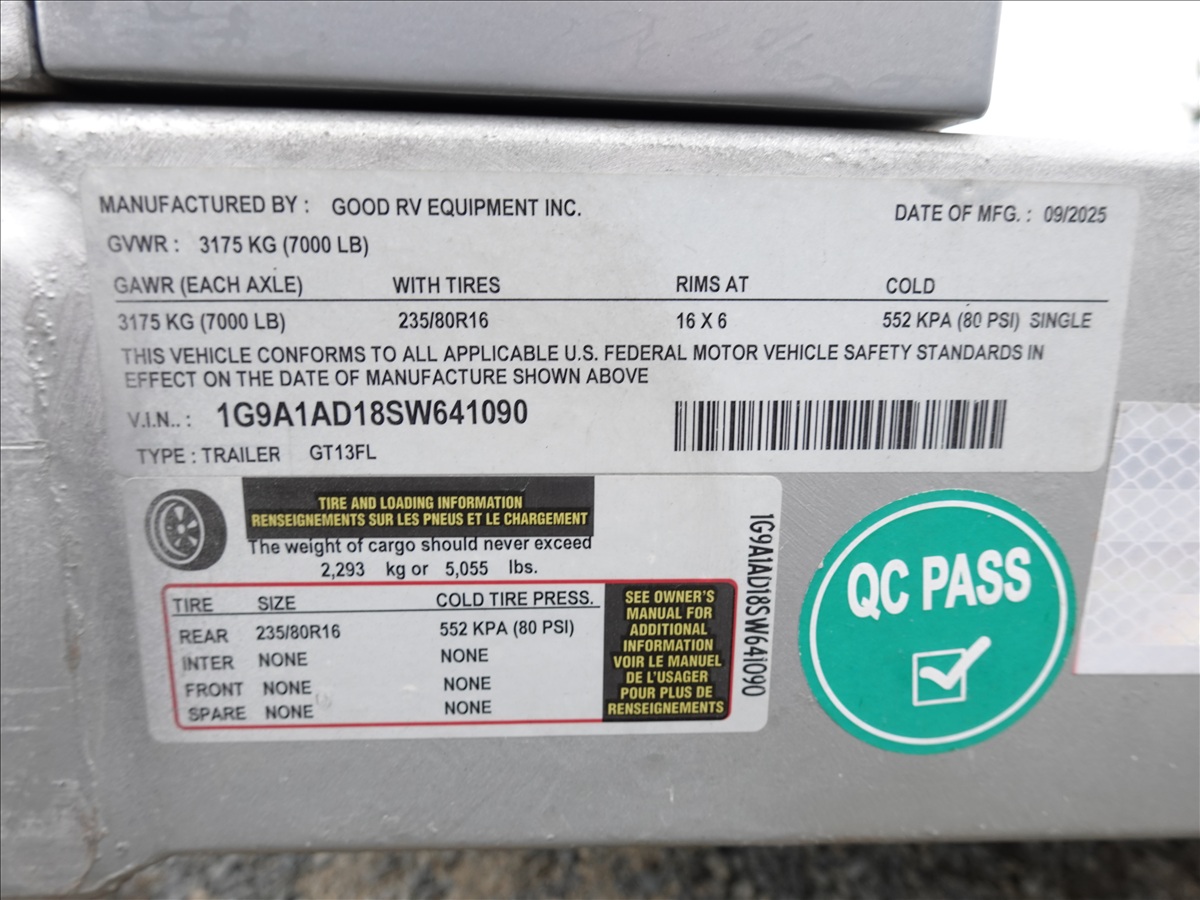 MANUFACTURED BY : GOOD RV EQUIPMENT INC. DATE OF MFG. : 09/2025
GVWR : 3175 KG (7000 LB)
GAWR (EACH AXLE) WITH TIRES RIMS AT COLD
3175 KG (7000 LB) 235/80R16 16 X 6 552 KPA (80 PSI) SINGLE
THIS VEHICLE CONFORMS TO ALL APPLICABLE U.S. FEDERAL MOTOR VEHICLE SAFETY STANDARDS IN
EFFECT ON THE DATE OF MANUFACTURE SHOWN ABOVE
V.I.N.. : 1G9A1AD18SW641090
TYPE : TRAILER GT13FL
TIRE AND LOADING INFORMATION
RENSEIGNEMENTS SUR LES PNEUS ET LE CHARGEMENT
The weight of cargo should never exceed
2,293 kg or 5,055 lbs.
TIRE SIZE COLD TIRE PRESS.
REAR 235/80R16 552 KPA (80 PSI)
INTER NONE NONE
FRONT NONE NONE
SPARE NONE NONE
SEE OWNER'S
MANUAL FOR
ADDITIONAL
INFORMATION
VOIR LE MANUEL
DE L'USAGER
POUR PLUS DE
RENSEIGNEMENTS
1G9A1AD18SW641090
QC PASS